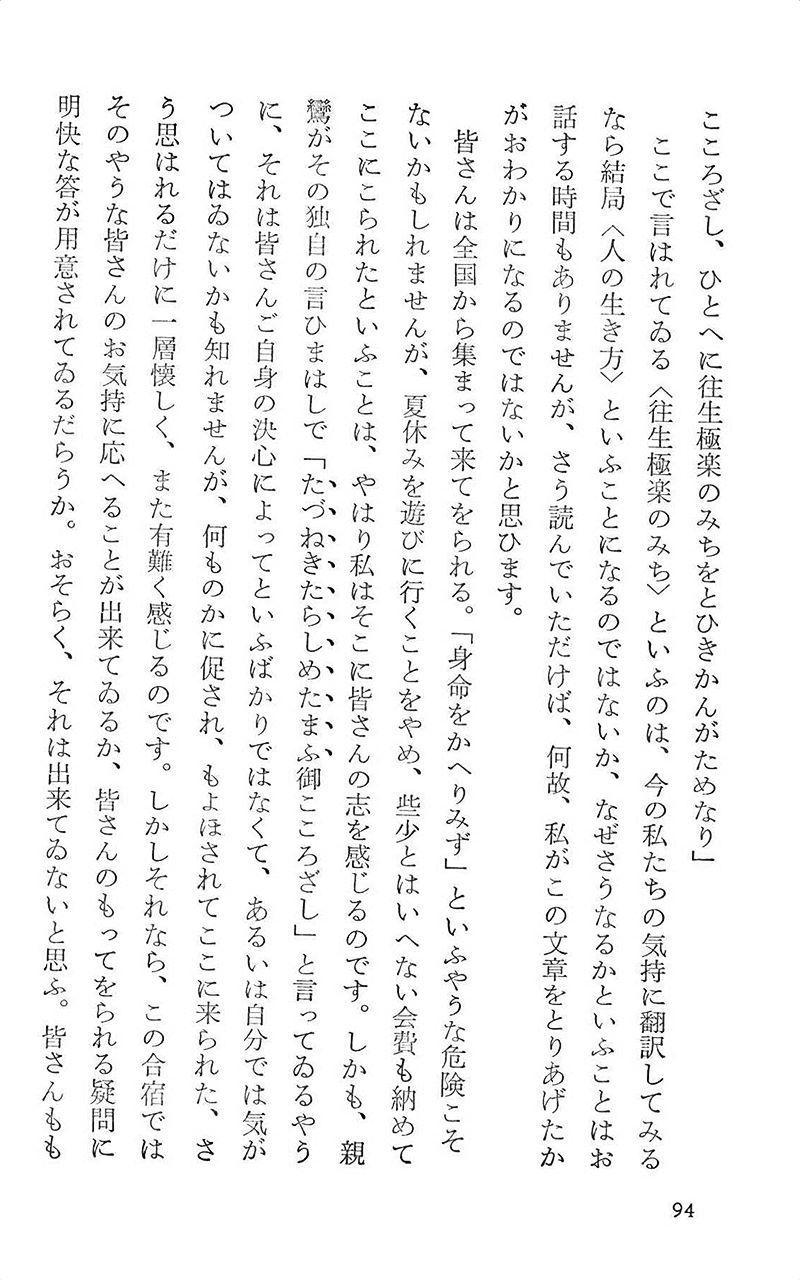 こころざし、ひとへに往生極楽のみちをとひきかんがためなり」
ここで言はれてゐる〈往生極楽のみち〉といふのは、今の私たちの気持に翻訳してみる
なら結局〈人の生き方〉といふことになるのではないか、なぜさうなるかといふことはお
話する時間もありませんが、さう読んでいただけば、何故、私がこの文章をとりあげたか
がおわかりになるのではないかと思ひます。
皆さんは全国から集まって来てをられる。「身命をかへりみず」といふやうな危険こそ
ないかもしれませんが、夏休みを遊びに行くことをやめ、些少とはいへない会費も納めて
ここにこられたといふことは、やはり私はそこに皆さんの志を感じるのです。しかも、親
鸞がその独自の言ひまはしで「たづねきたらしめたまふ御こころざし」と言ってゐるやう
に、それは皆さんご自身の決心によってといふばかりではなくて、あるいは自分では気が
ついてはゐないかも知れませんが、何ものかに促され、もよほされてここに来られた、さ
う思はれるだけに一層懐しく、また有難く感じるのです。しかしそれなら、この合宿では
そのやうな皆さんのお気持に応へることが出来てゐるか、皆さんのもってをられる疑問に
明快な答が用意されてゐるだらうか。おそらく、それは出来てゐないと思ふ。皆さんもも
94